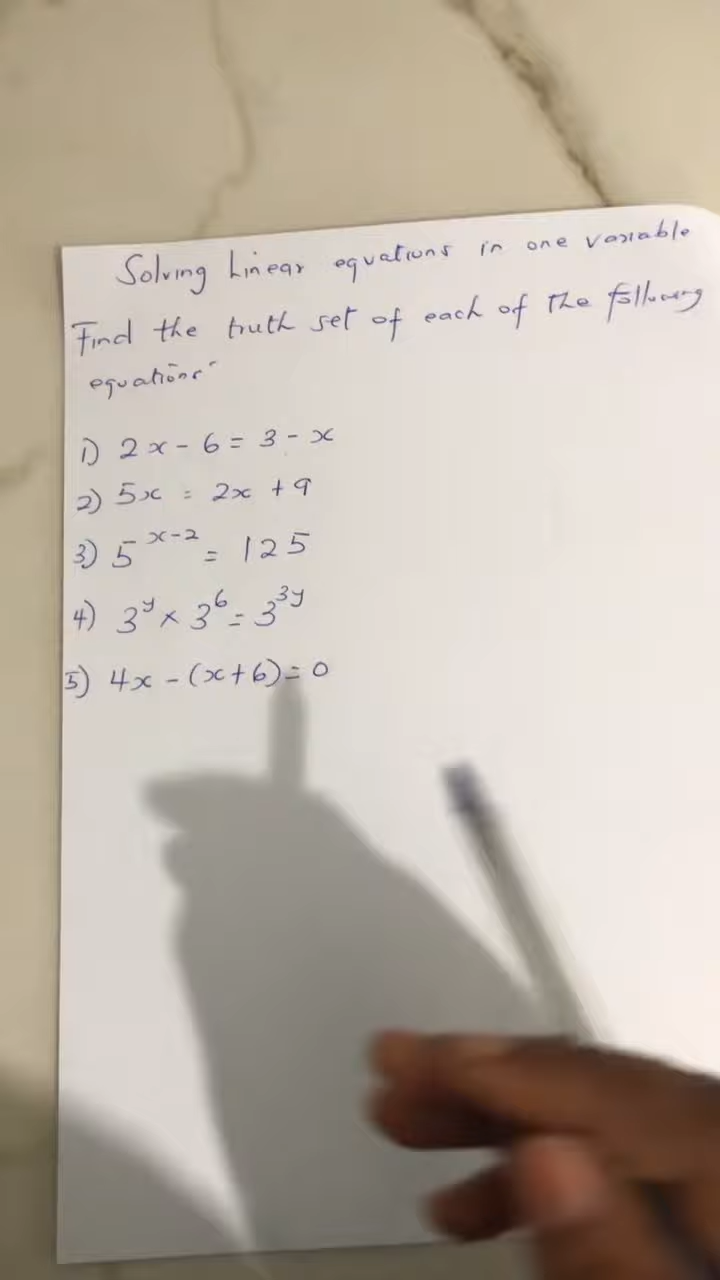 Solving Linear equations in one variable
Find the truth set of each of the following
equations
1) 2x - 6 = 3 - x
2) 5x = 2x + 9
3) 5^{x-2} = 125
4) 3^y × 3^6 = 3^{3y}
5) 4x - (x + 6) = 0